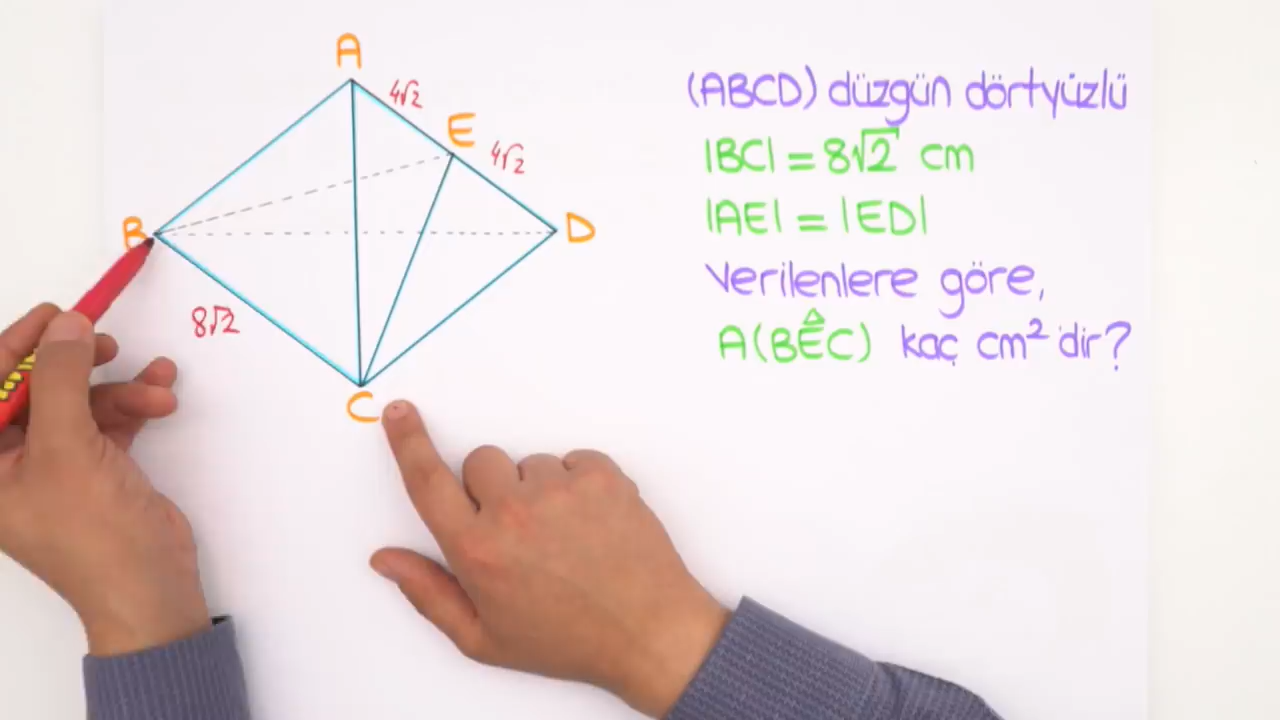 A
4√2
E
4√2
B
D
8√2
C
(ABCD) düzgün dörtyüzlü
|BC| = 8√2 cm
|AE| = |ED|
Verilenlere göre,
A(BÊC) kaç cm² dir?